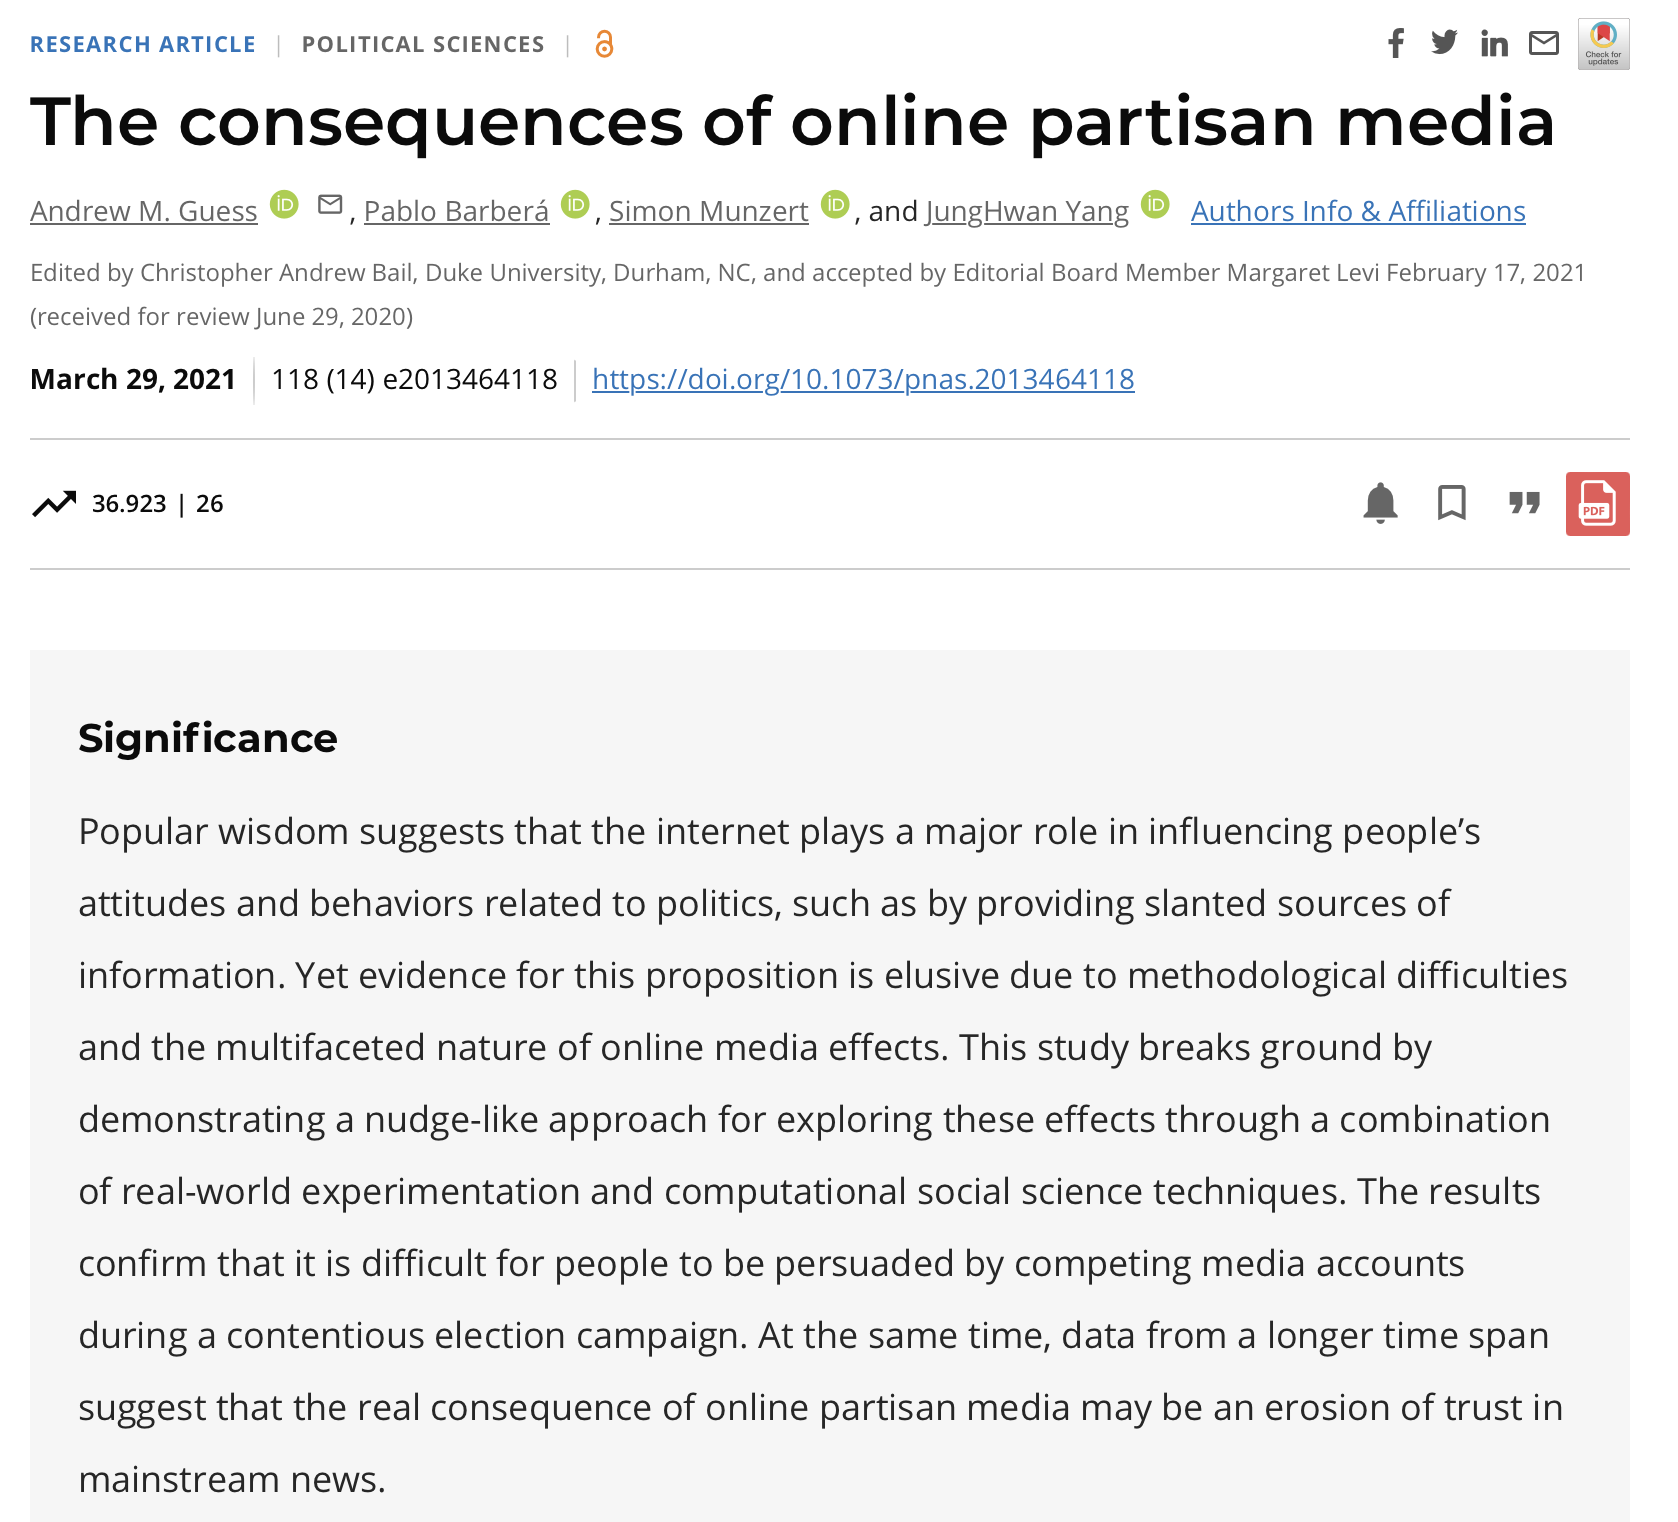 RESEARCH ARTICLE | POLITICAL SCIENCES |
Check for
updates
The consequences of online partisan media
Andrew M. Guess iD , Pablo Barberá iD , Simon Munzert iD , and JungHwan Yang iD Authors Info & Affiliations
Edited by Christopher Andrew Bail, Duke University, Durham, NC, and accepted by Editorial Board Member Margaret Levi February 17, 2021
(received for review June 29, 2020)
March 29, 2021 | 118 (14) e2013464118 | https://doi.org/10.1073/pnas.2013464118
36.923 | 26
PDF
Significance
Popular wisdom suggests that the internet plays a major role in influencing people’s
attitudes and behaviors related to politics, such as by providing slanted sources of
information. Yet evidence for this proposition is elusive due to methodological difficulties
and the multifaceted nature of online media effects. This study breaks ground by
demonstrating a nudge-like approach for exploring these effects through a combination
of real-world experimentation and computational social science techniques. The results
confirm that it is difficult for people to be persuaded by competing media accounts
during a contentious election campaign. At the same time, data from a longer time span
suggest that the real consequence of online partisan media may be an erosion of trust in
mainstream news.